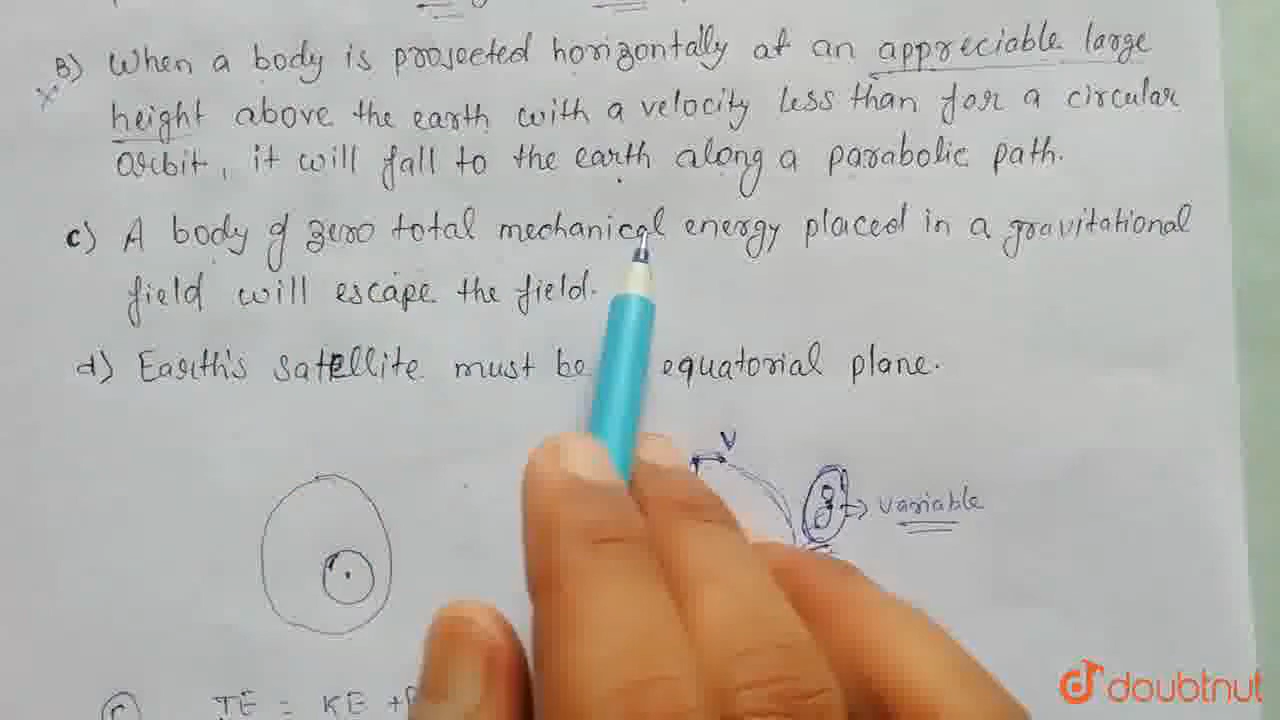 B) When a body is projected horizontally at an appreciable large
height above the earth with a velocity less than for a circular
orbit, it will fall to the earth along a parabolic path.
c) A body of zero total mechanical energy placed in a gravitational
field will escape the field.
d) Earth's satellite must be equatorial plane.
V
g → variable
C TE = KE +
doubtnut